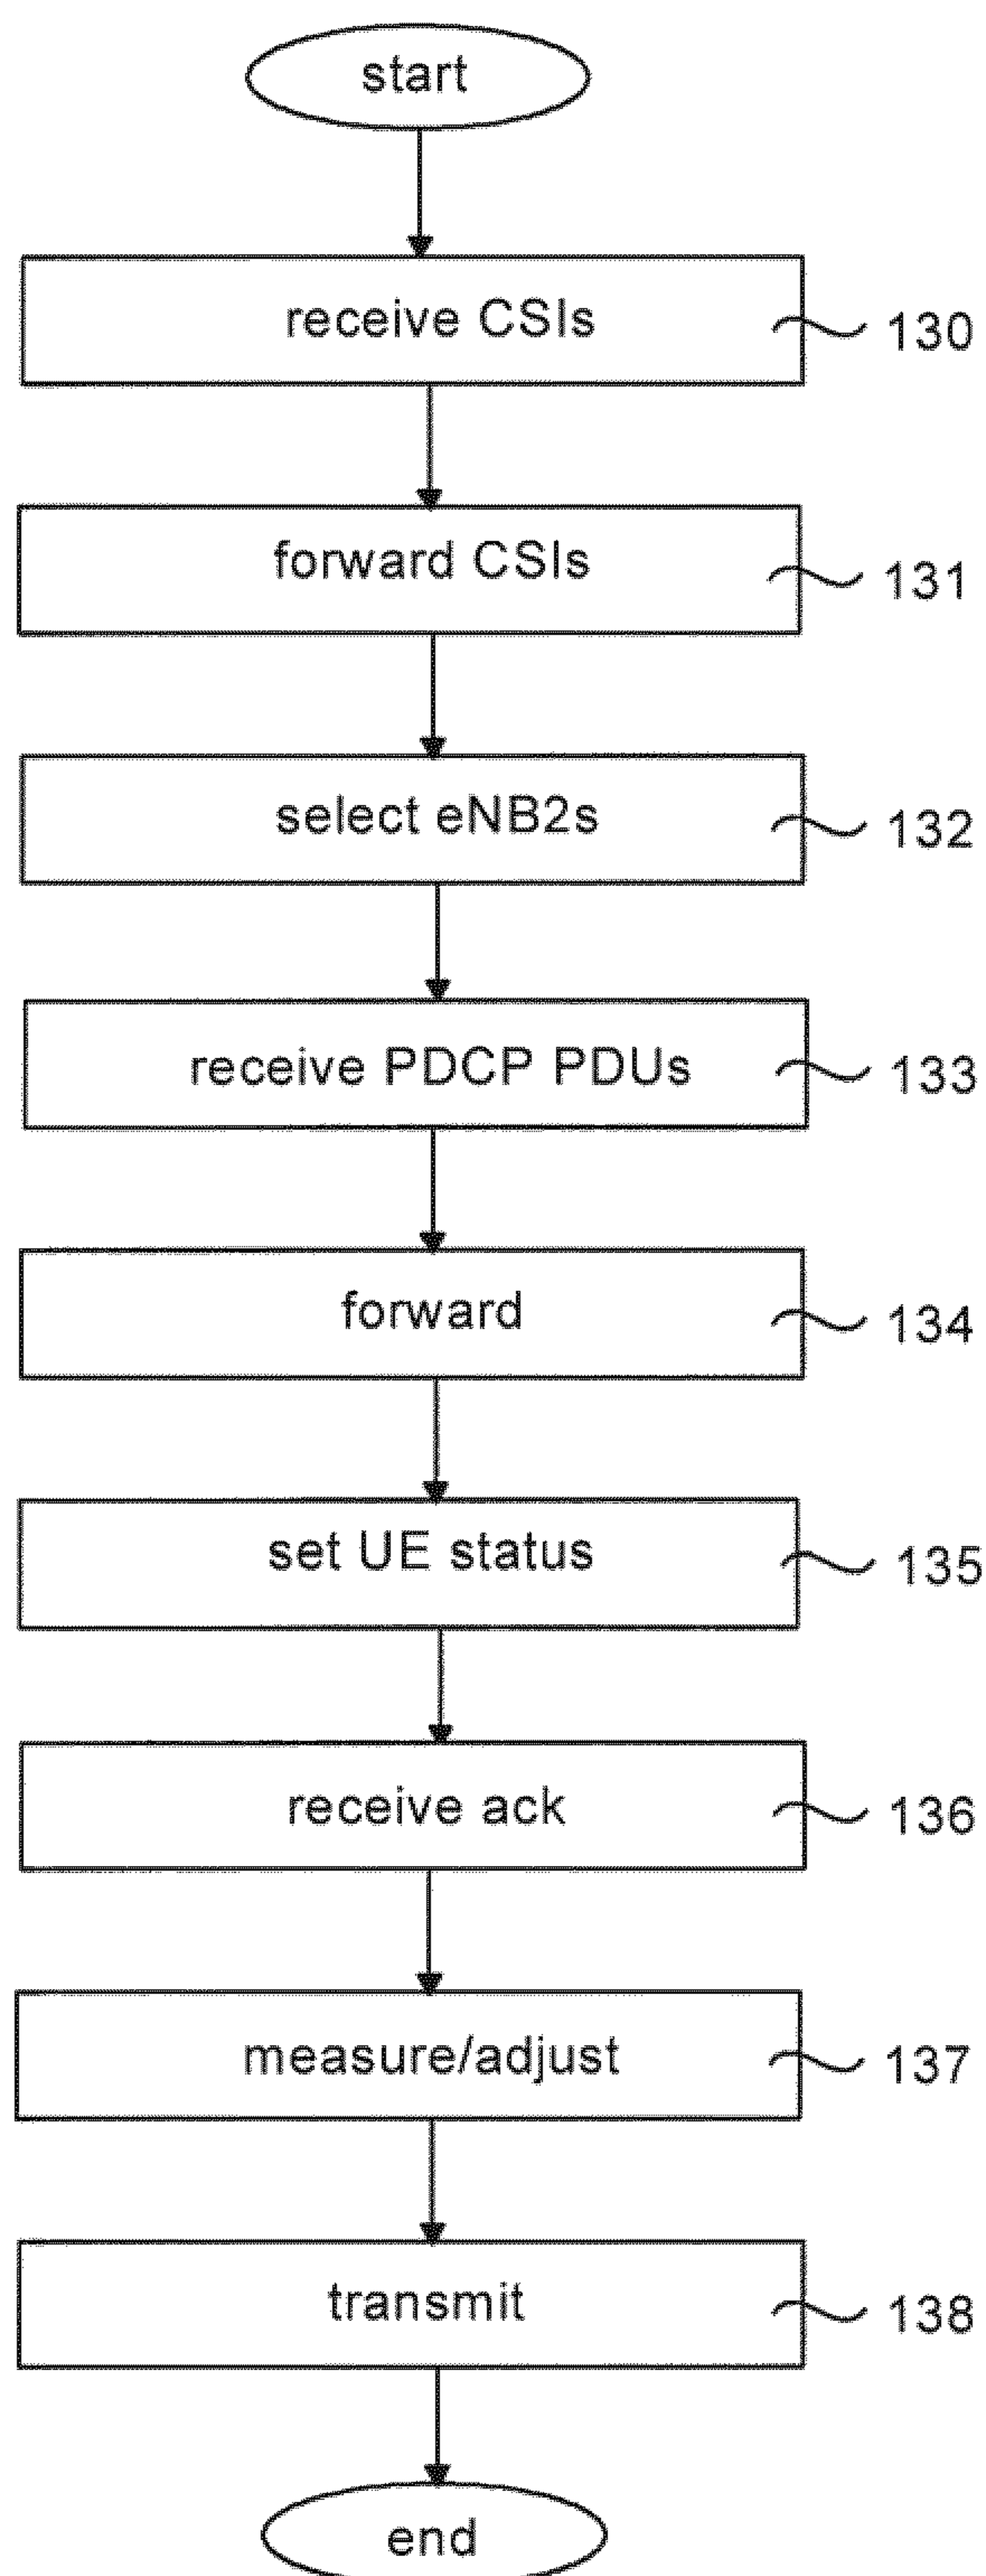 start
receive CSIs 130
forward CSIs 131
select eNB2s 132
receive PDCP PDUs 133
forward 134
set UE status 135
receive ack 136
measure/adjust 137
transmit 138
end